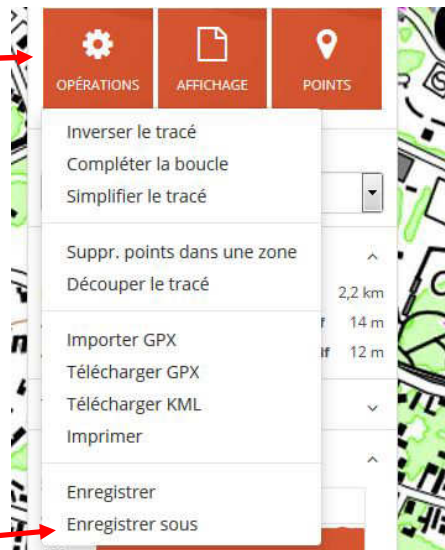 OPÉRATIONS AFFICHAGE POINTS
Inverser le tracé
Compléter la boucle
Simplifier le tracé
Suppr. points dans une zone
Découper le tracé
2,2 km
f 14 m
Importer GPX
if 12 m
Télécharger GPX
Télécharger KML
Imprimer
Enregistrer
Enregistrer sous